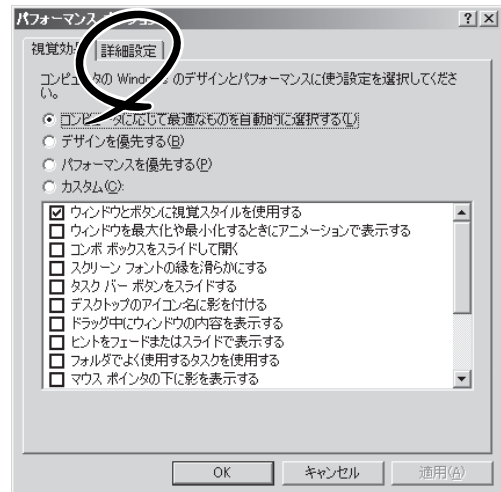 パフォーマンス
視覚効
詳細設定
コンピュータの Windows のデザインとパフォーマンスに使う設定を選択してくださ
い。
コンピュータに応じて最適なものを自動的に選択する(L)
デザインを優先する(B)
パフォーマンスを優先する(P)
カスタム(C):
ウィンドウとボタンに視覚スタイルを使用する
ウィンドウを最大化や最小化するときにアニメーションで表示する
コンボ ボックスをスライドして開く
スクリーン フォントの縁を滑らかにする
タスク バー ボタンをスライドする
デスクトップのアイコン名に影を付ける
ドラッグ中にウィンドウの内容を表示する
ヒントをフェードまたはスライドで表示する
フォルダでよく使用するタスクを使用する
マウス ポインタの下に影を表示する
OK
キャンセル
適用(A)